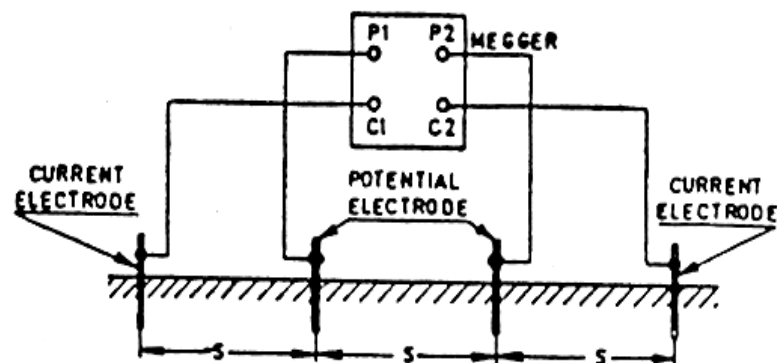 P1 P2
MEGGER
C1 C2
CURRENT
ELECTRODE
POTENTIAL
ELECTRODE
CURRENT
ELECTRODE
S S S